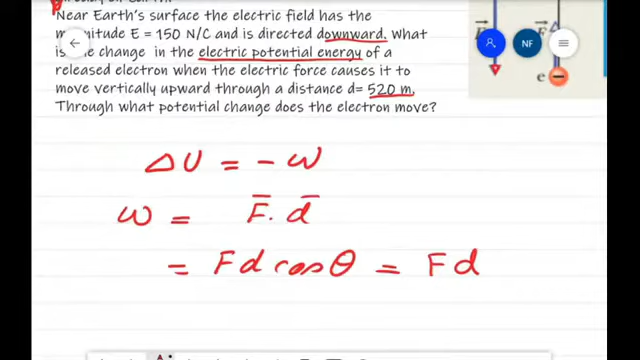 Near Earth's surface the electric field has the
magnitude E = 150 N/C and is directed downward. What
is the change in the electric potential energy of a
released electron when the electric force causes it to
move vertically upward through a distance d= 520 m.
Through what potential change does the electron move?
NF
e
ΔU = - W
W = F̄ . d̄
= Fd cosθ = Fd